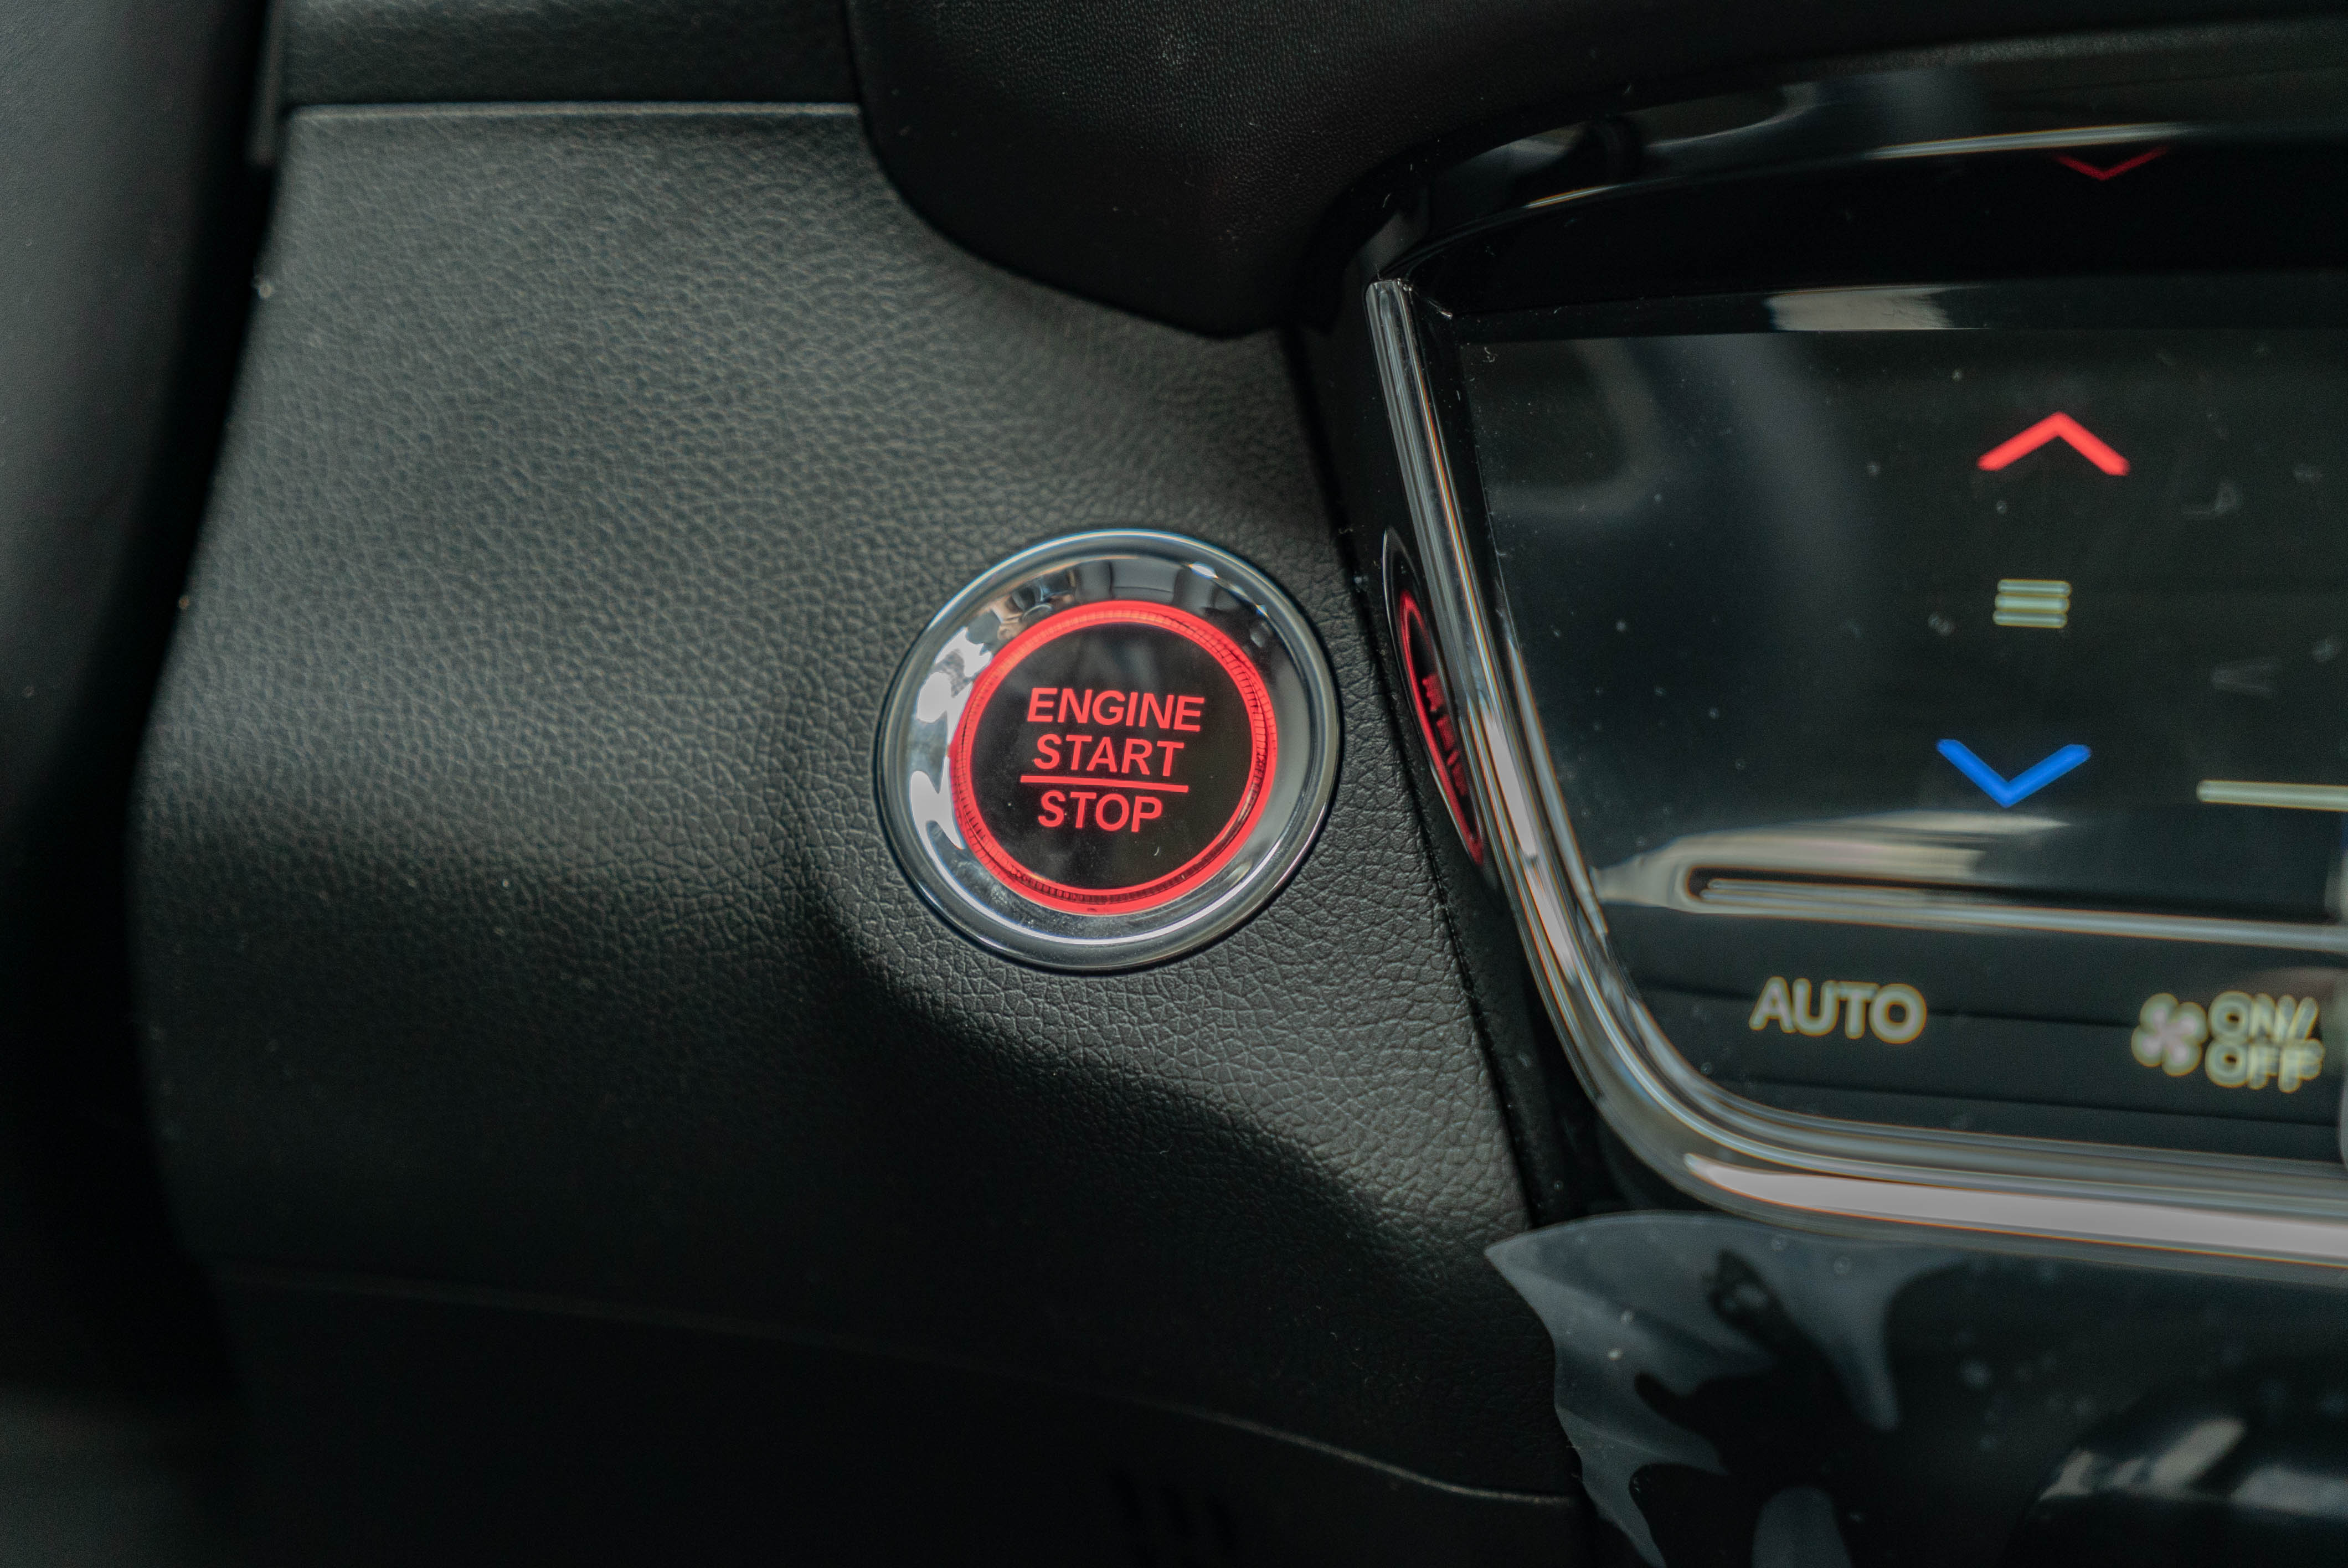 ENGINE
START
STOP
AUTO
ON/
OFF